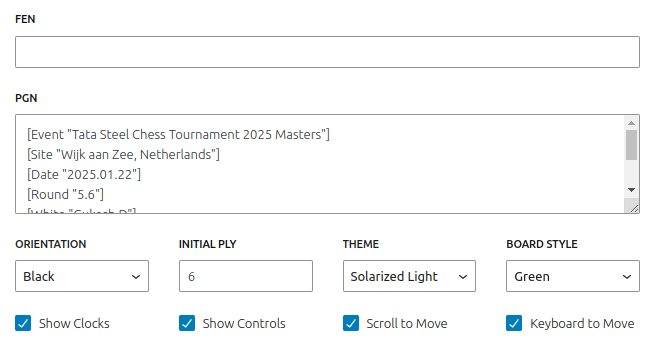 FEN
PGN
[Event "Tata Steel Chess Tournament 2025 Masters"]
[Site "Wijk aan Zee, Netherlands"]
[Date "2025.01.22"]
[Round "5.6"]
[White "Gukesh D"]
ORIENTATION INITIAL PLY THEME BOARD STYLE
Black 6 Solarized Light Green
Show Clocks Show Controls Scroll to Move Keyboard to Move